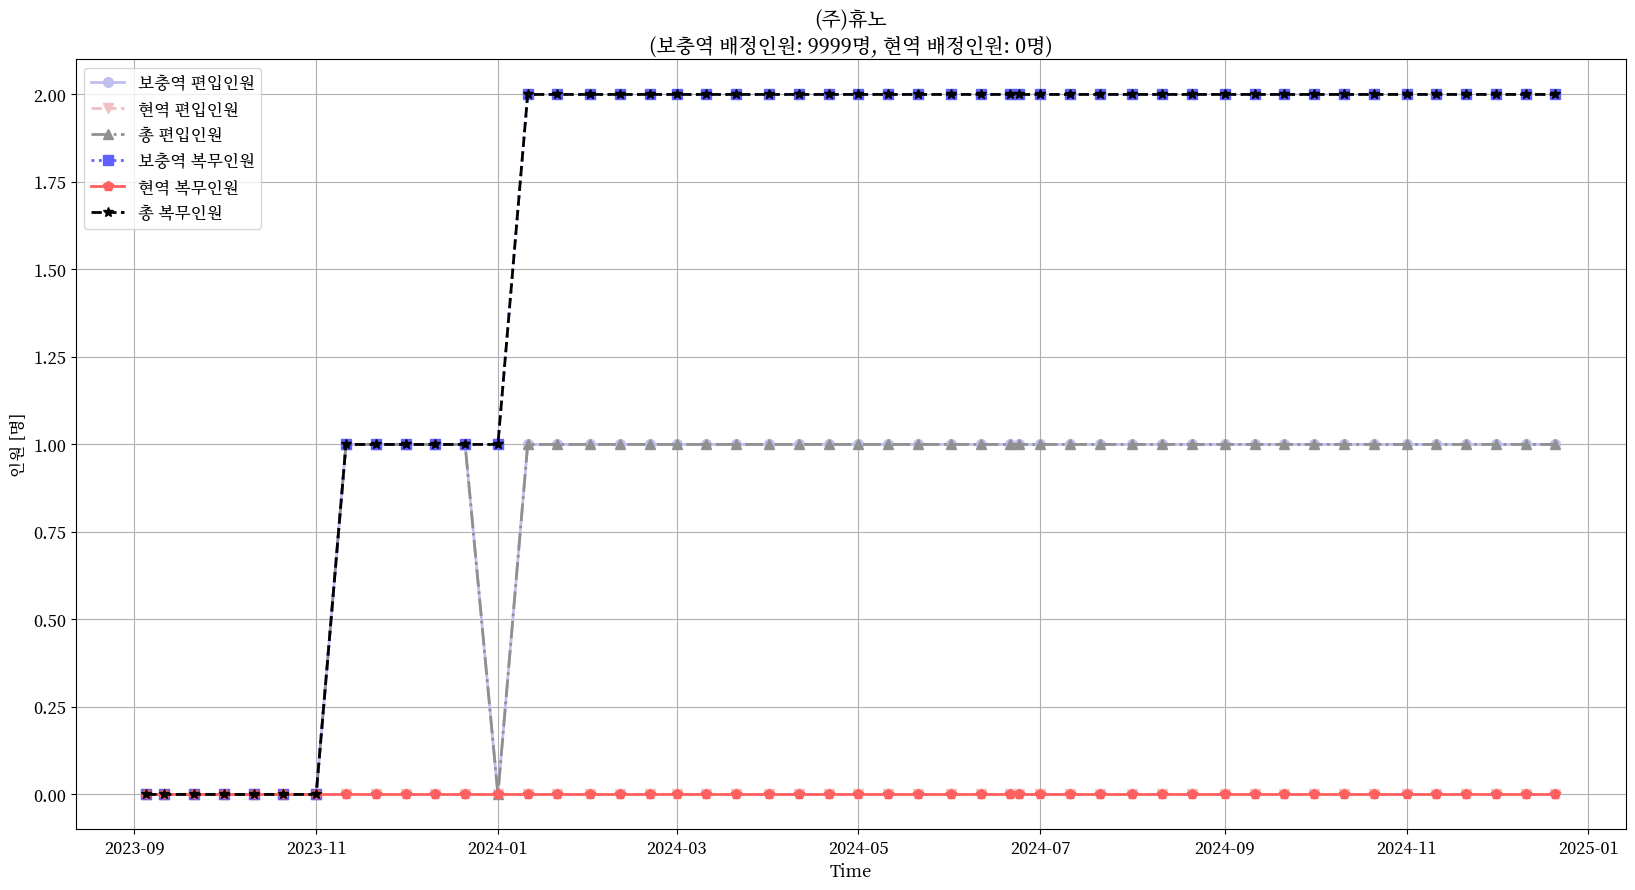 (주)휴노
(보충역 배정인원: 9999명, 현역 배정인원: 0명)
보충역 편입인원
현역 편입인원
총 편입인원
보충역 복무인원
현역 복무인원
총 복무인원
2.00
1.75
1.50
1.25
1.00
0.75
0.50
0.25
0.00
인원 [명]
2023-09
2023-11
2024-01
2024-03
2024-05
2024-07
2024-09
2024-11
2025-01
Time